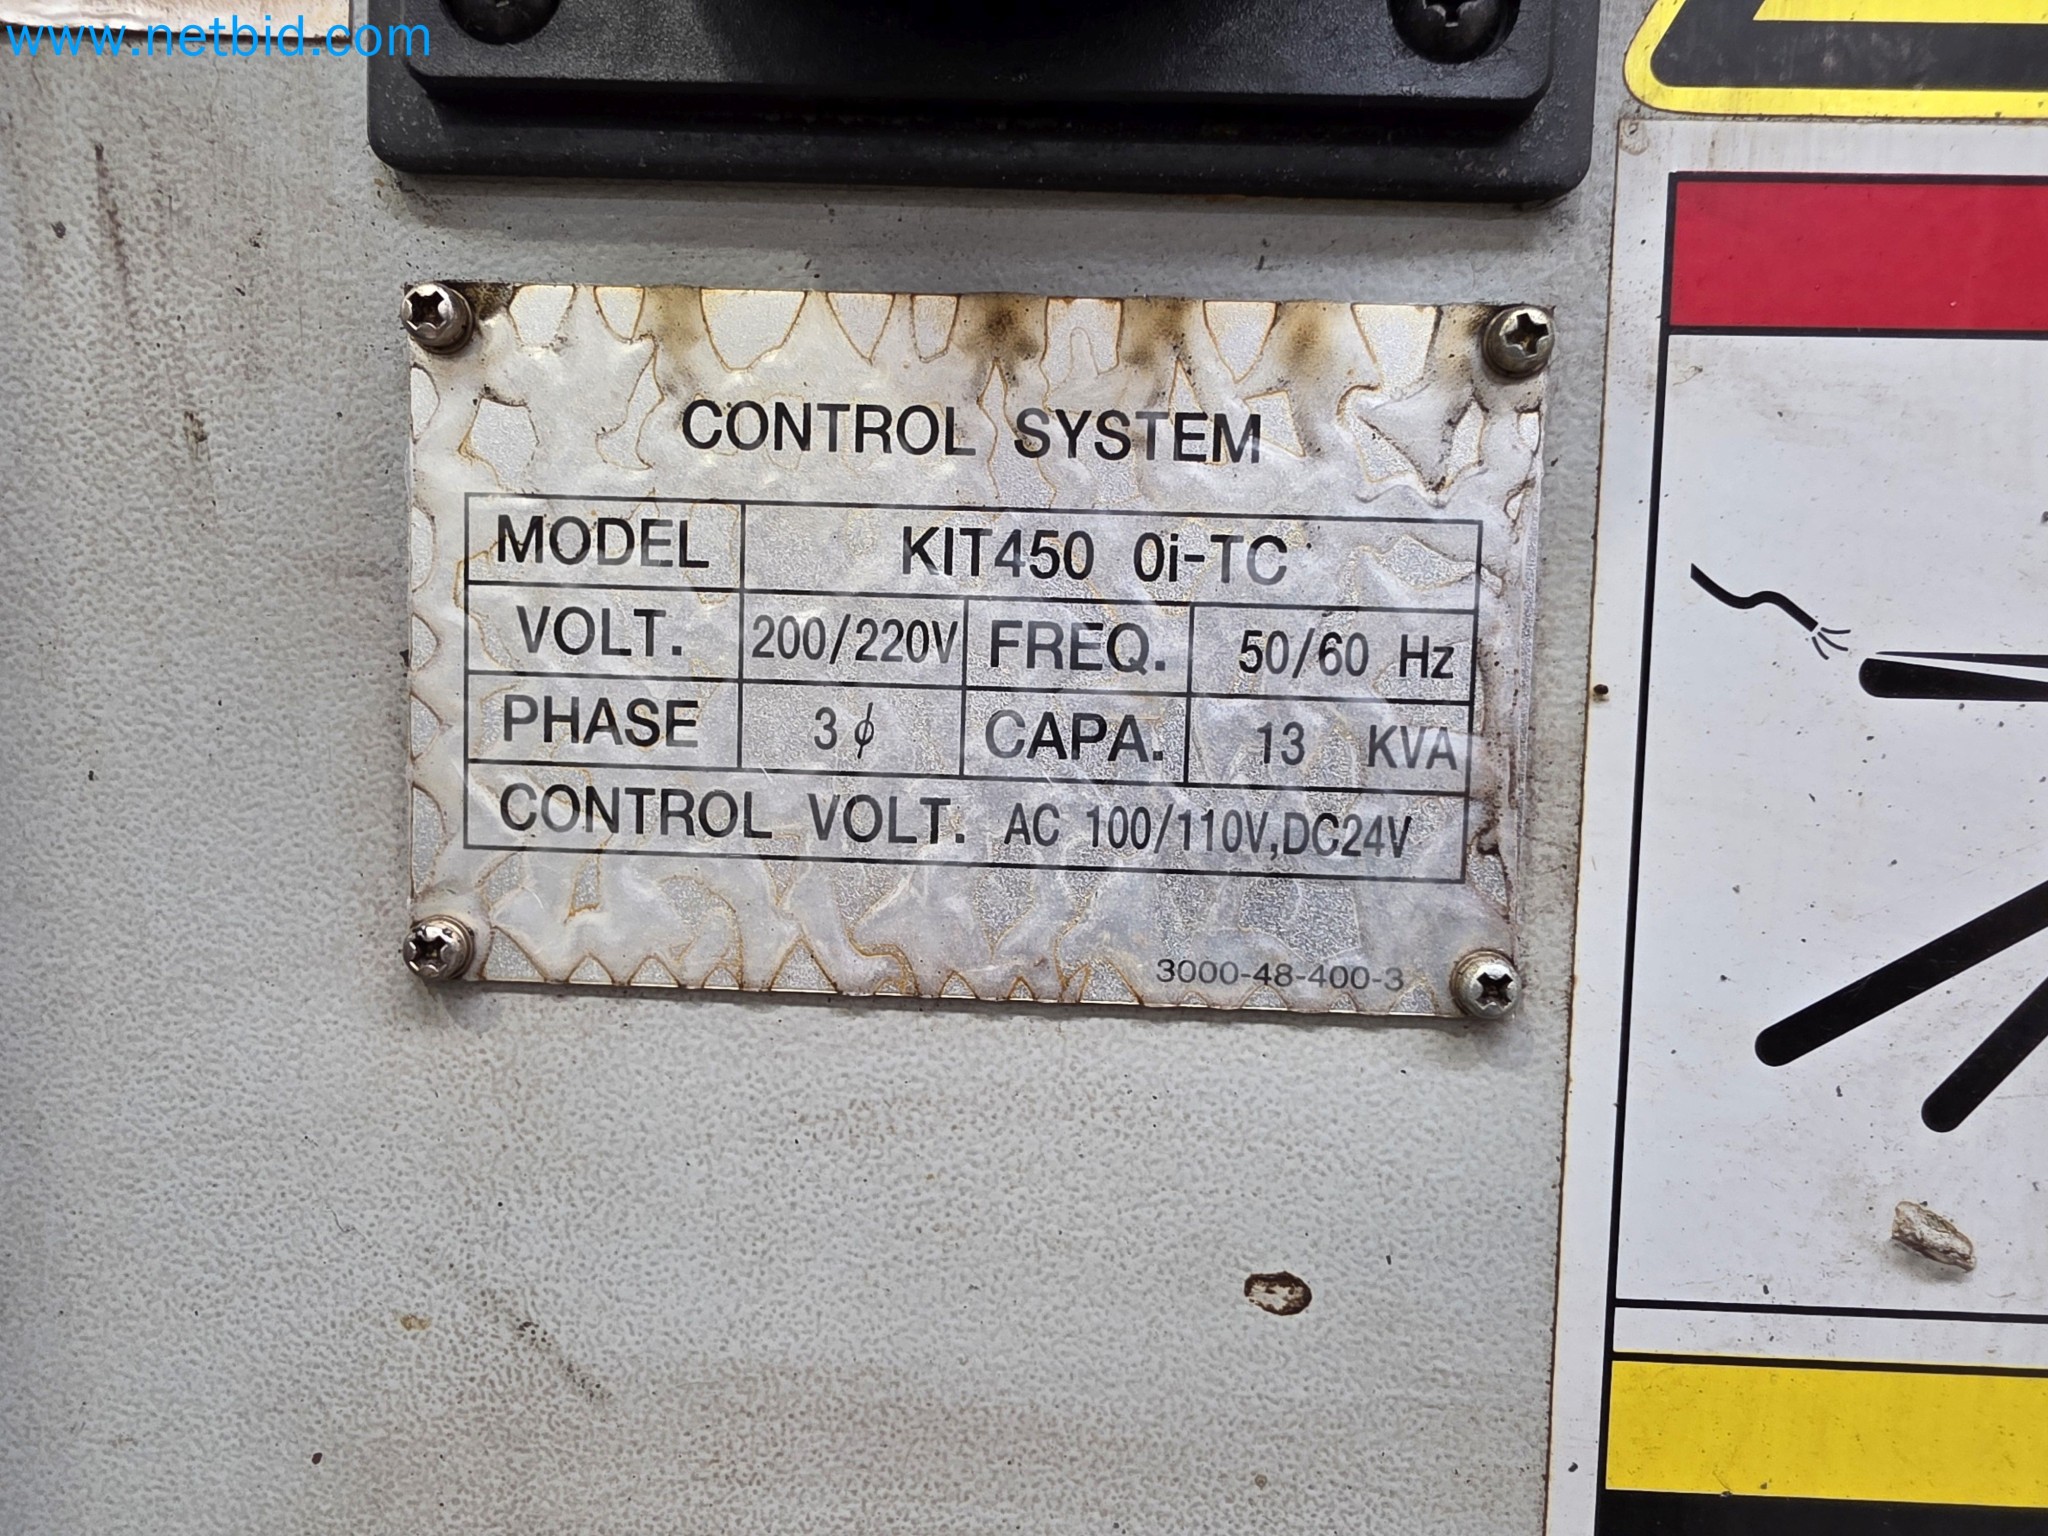 www.netbid.com
CONTROL SYSTEM
MODEL KIT450 0i-TC
VOLT. 200/220V FREQ. 50/60 Hz
PHASE 3ϕ CAPA. 13 KVA
CONTROL VOLT. AC 100/110V,DC24V
3000-48-400-3